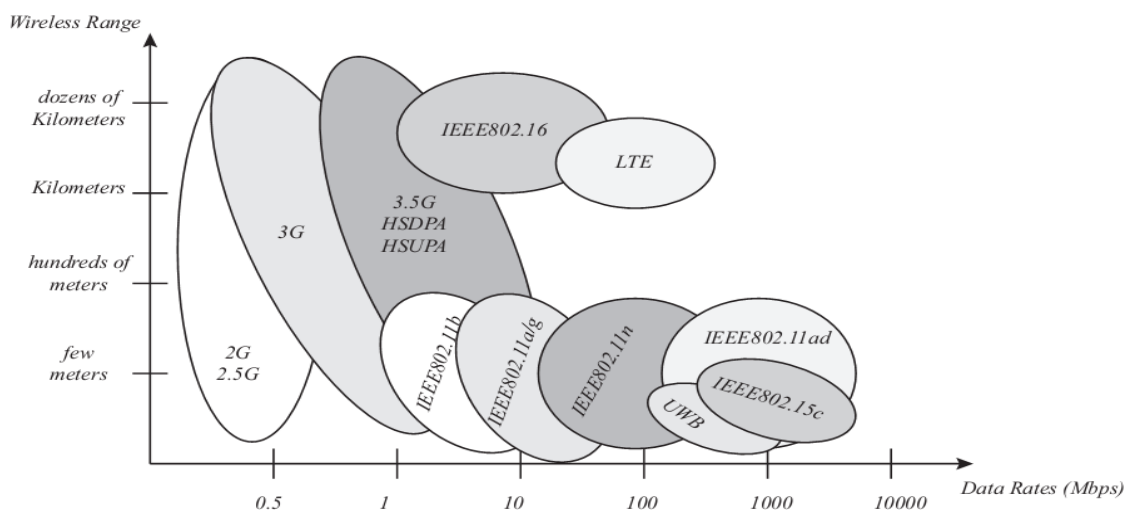 Wireless Range
dozens of
Kilometers
IEEE802.16
LTE
Kilometers
3.5G
HSDPA
HSUPA
3G
hundreds of
meters
IEEE802.11b
IEEE802.11a/g
IEEE802.11n
IEEE802.11ad
few
meters
2G
2.5G
IEEE802.15c
UWB
0.5
1
10
100
1000
10000
Data Rates (Mbps)